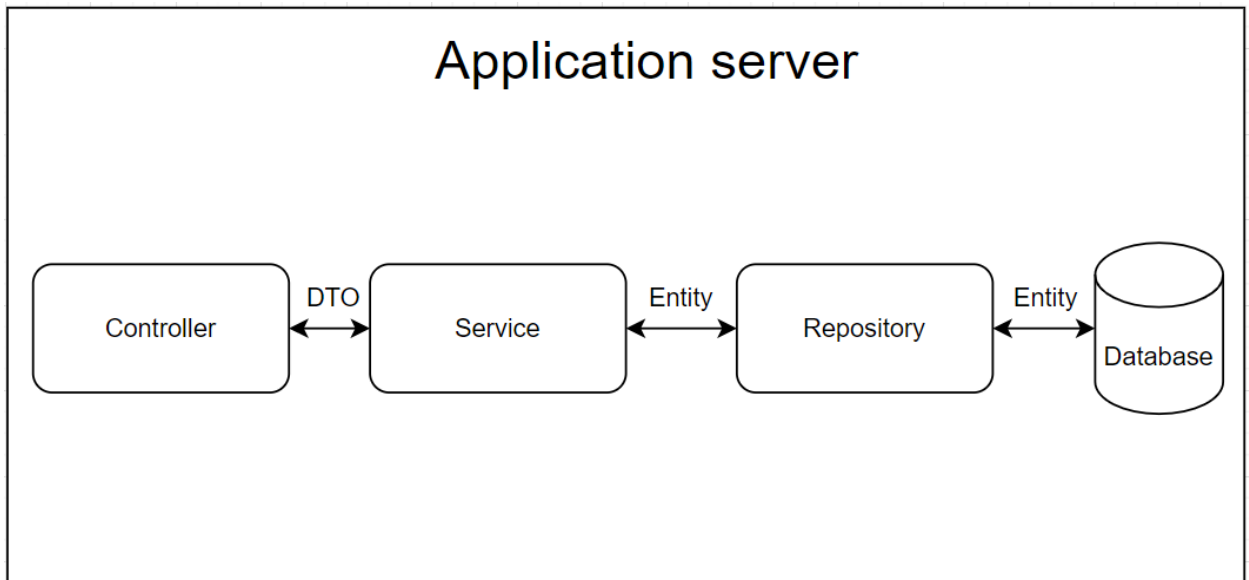 Application server
DTO
Entity
Entity
Controller
Service
Repository
Database